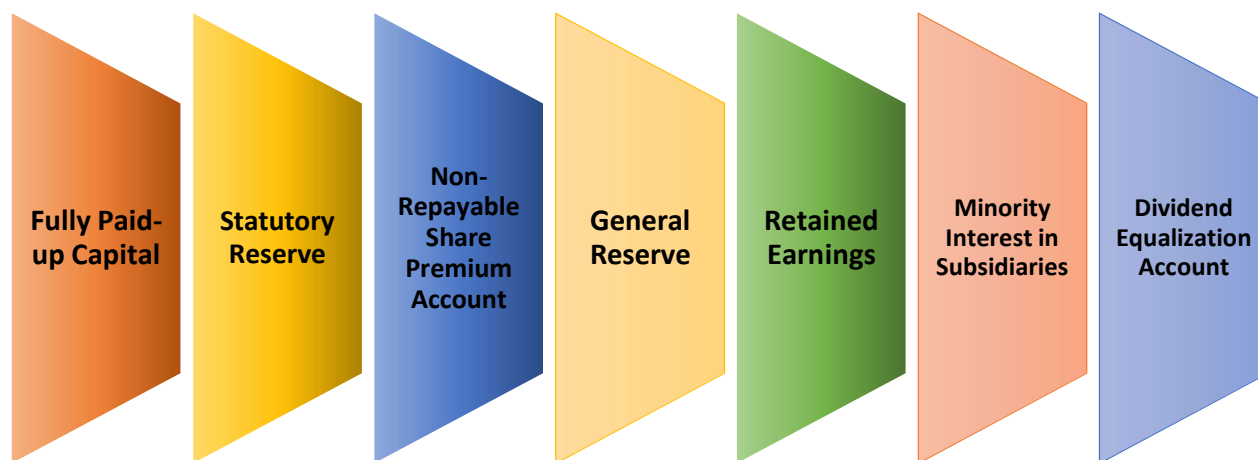 Fully Paid-
up Capital
Statutory
Reserve
Non-
Repayable
Share
Premium
Account
General
Reserve
Retained
Earnings
Minority
Interest in
Subsidiaries
Dividend
Equalization
Account